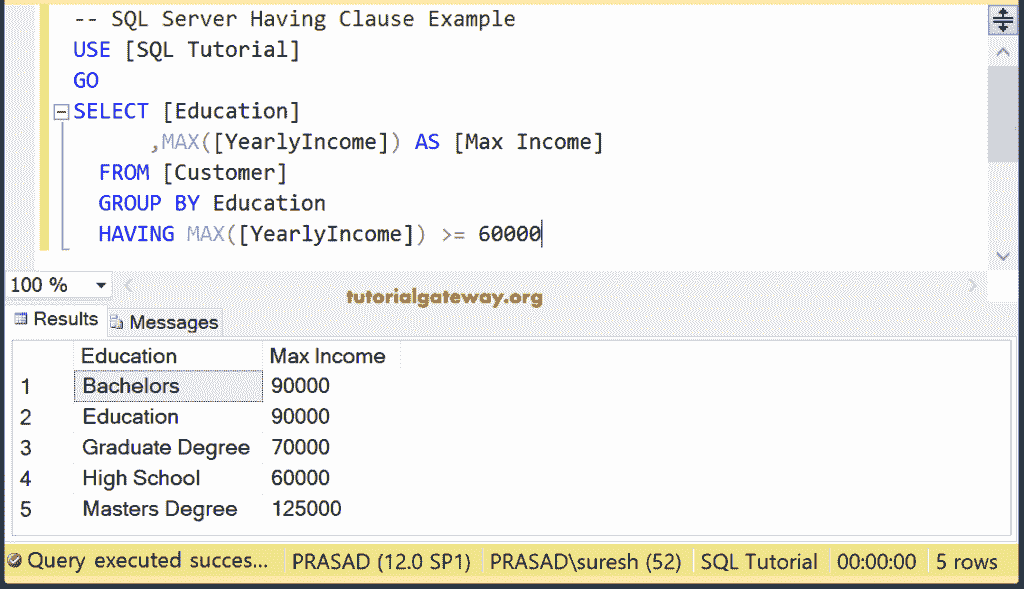 -- SQL Server Having Clause Example
USE [SQL Tutorial]
GO
SELECT [Education]
,MAX([YearlyIncome]) AS [Max Income]
FROM [Customer]
GROUP BY Education
HAVING MAX([YearlyIncome]) >= 60000
100 %
tutorialgateway.org
Results Messages
Education Max Income
1 Bachelors 90000
2 Education 90000
3 Graduate Degree 70000
4 High School 60000
5 Masters Degree 125000
Query executed succes... PRASAD (12.0 SP1) PRASAD\suresh (52) SQL Tutorial 00:00:00 5 rows